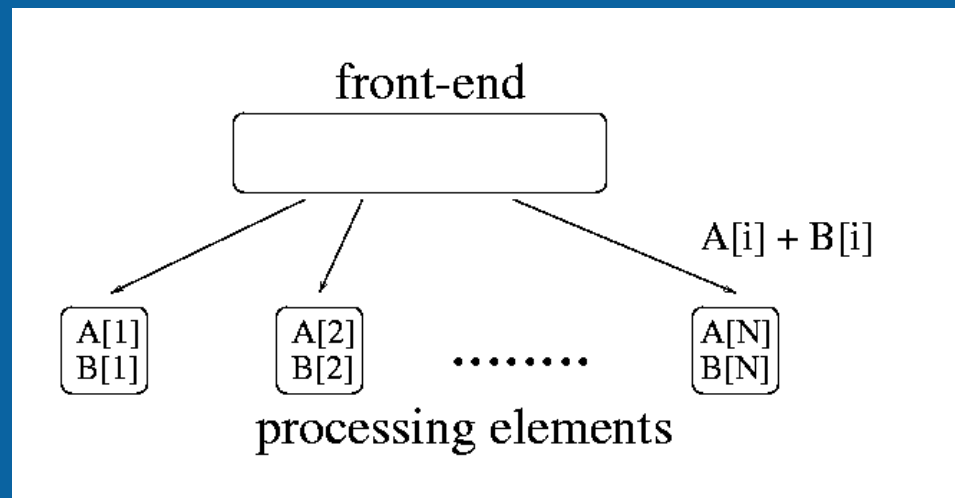 front-end
A[i] + B[i]
A[1]
B[1]
A[2]
B[2]
........
A[N]
B[N]
processing elements